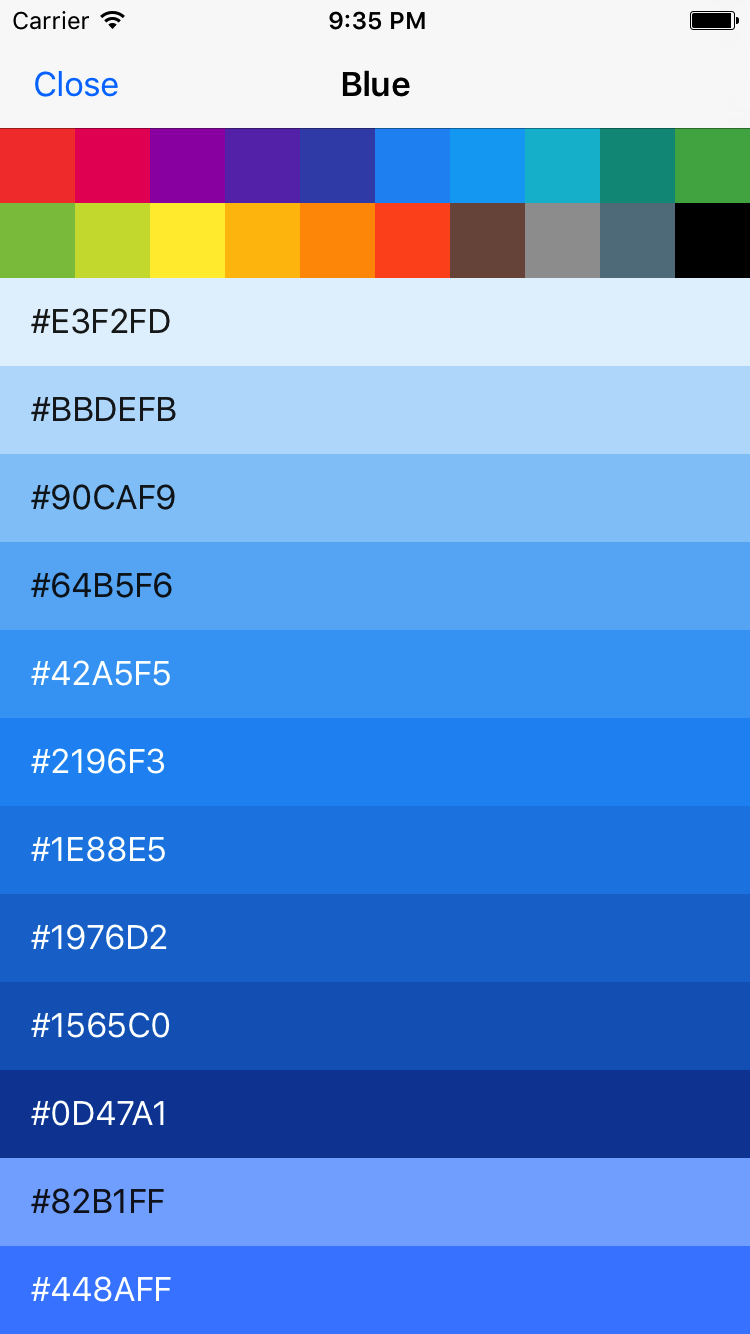 Carrier 9:35 PM
Close Blue
#E3F2FD
#BBDEFB
#90CAF9
#64B5F6
#42A5F5
#2196F3
#1E88E5
#1976D2
#1565C0
#0D47A1
#82B1FF
#448AFF